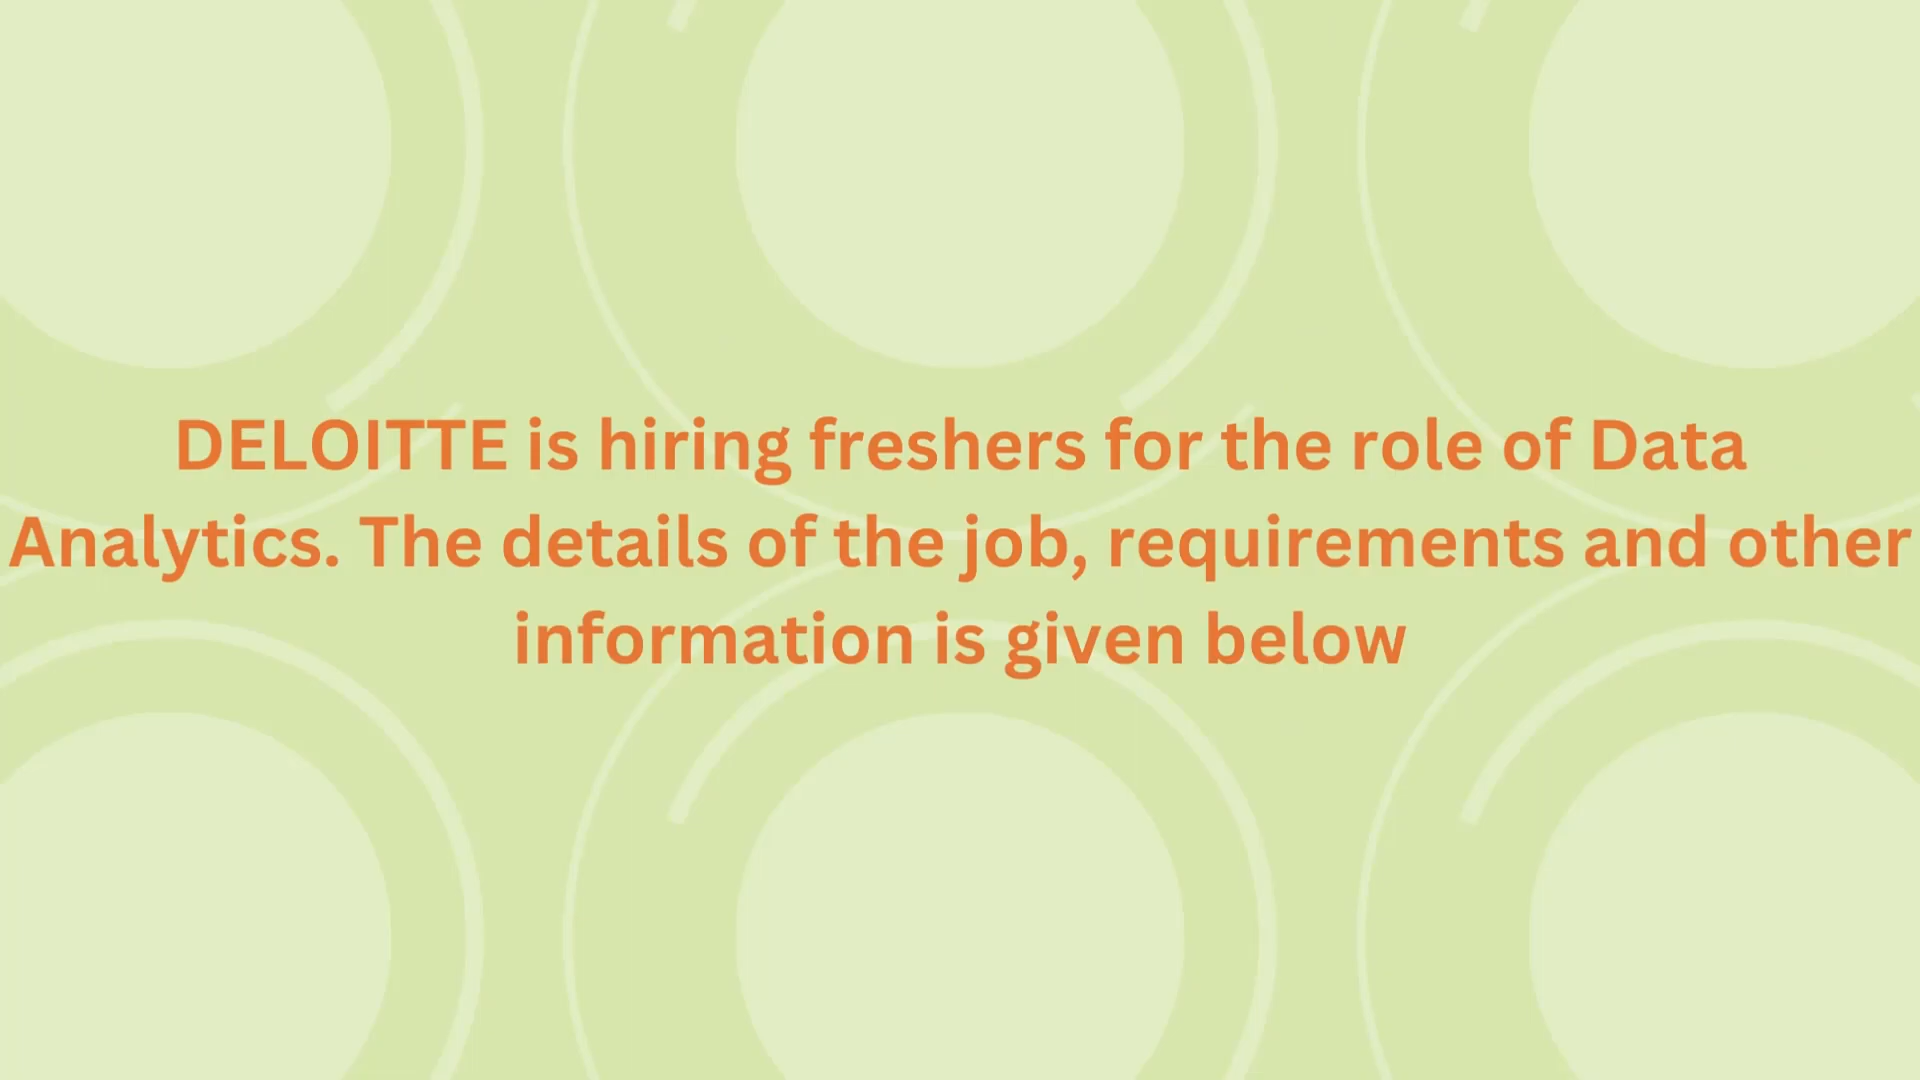 DELOITTE is hiring freshers for the role of Data
Analytics. The details of the job, requirements and other
information is given below